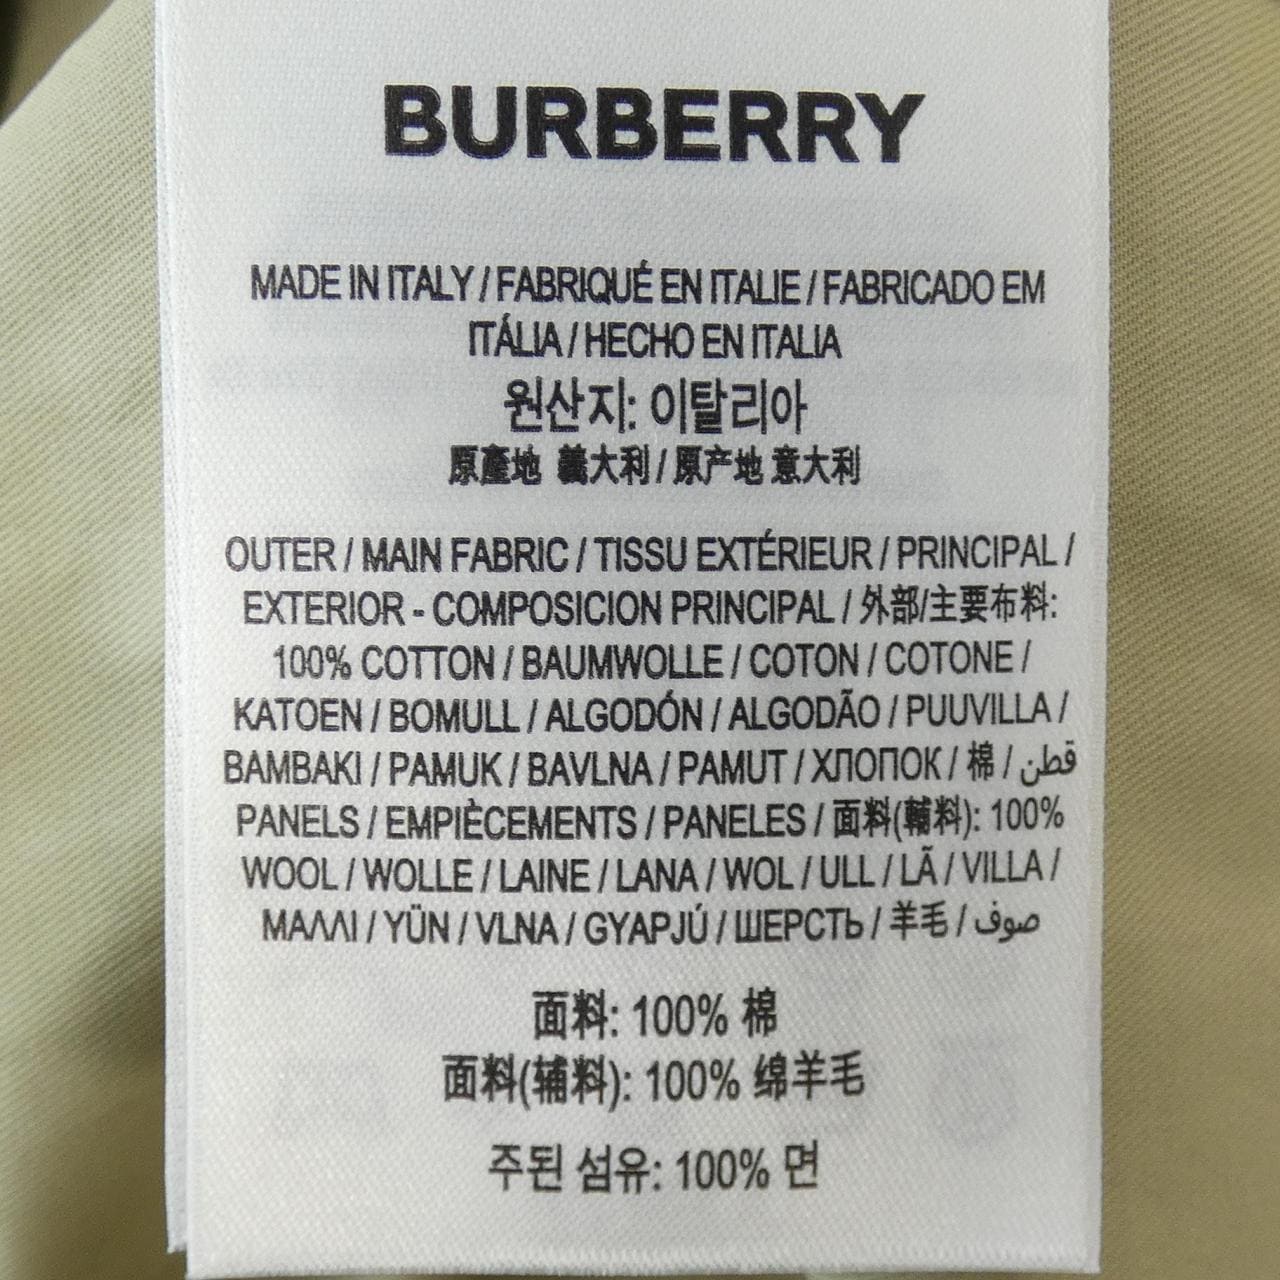 BURBERRY
MADE IN ITALY / FABRIQUÉ EN ITALIE / FABRICADO EM
ITÁLIA / HECHO EN ITALIA
원산지: 이탈리아
原產地 義大利 / 原产地 意大利
OUTER / MAIN FABRIC / TISSU EXTÉRIEUR / PRINCIPAL /
EXTERIOR - COMPOSICION PRINCIPAL / 外部/主要布料:
100% COTTON / BAUMWOLLE / COTON / COTONE /
KATOEN / BOMULL / ALGODÓN / ALGODÃO / PUUVILLA /
BAMBAKI / PAMUK / BAVLNA / PAMUT / ХЛОПОК / 棉 / قطن
PANELS / EMPIÈCEMENTS / PANELES / 面料(輔料): 100%
WOOL / WOLLE / LAINE / LANA / WOL / ULL / LÃ / VILLA /
ΜΑΛΛΙ / YÜN / VLNA / GYAPJÚ / ШЕРСТЬ / 羊毛 / صوف
面料: 100% 棉
面料(辅料): 100% 绵羊毛
주된 섬유: 100% 면